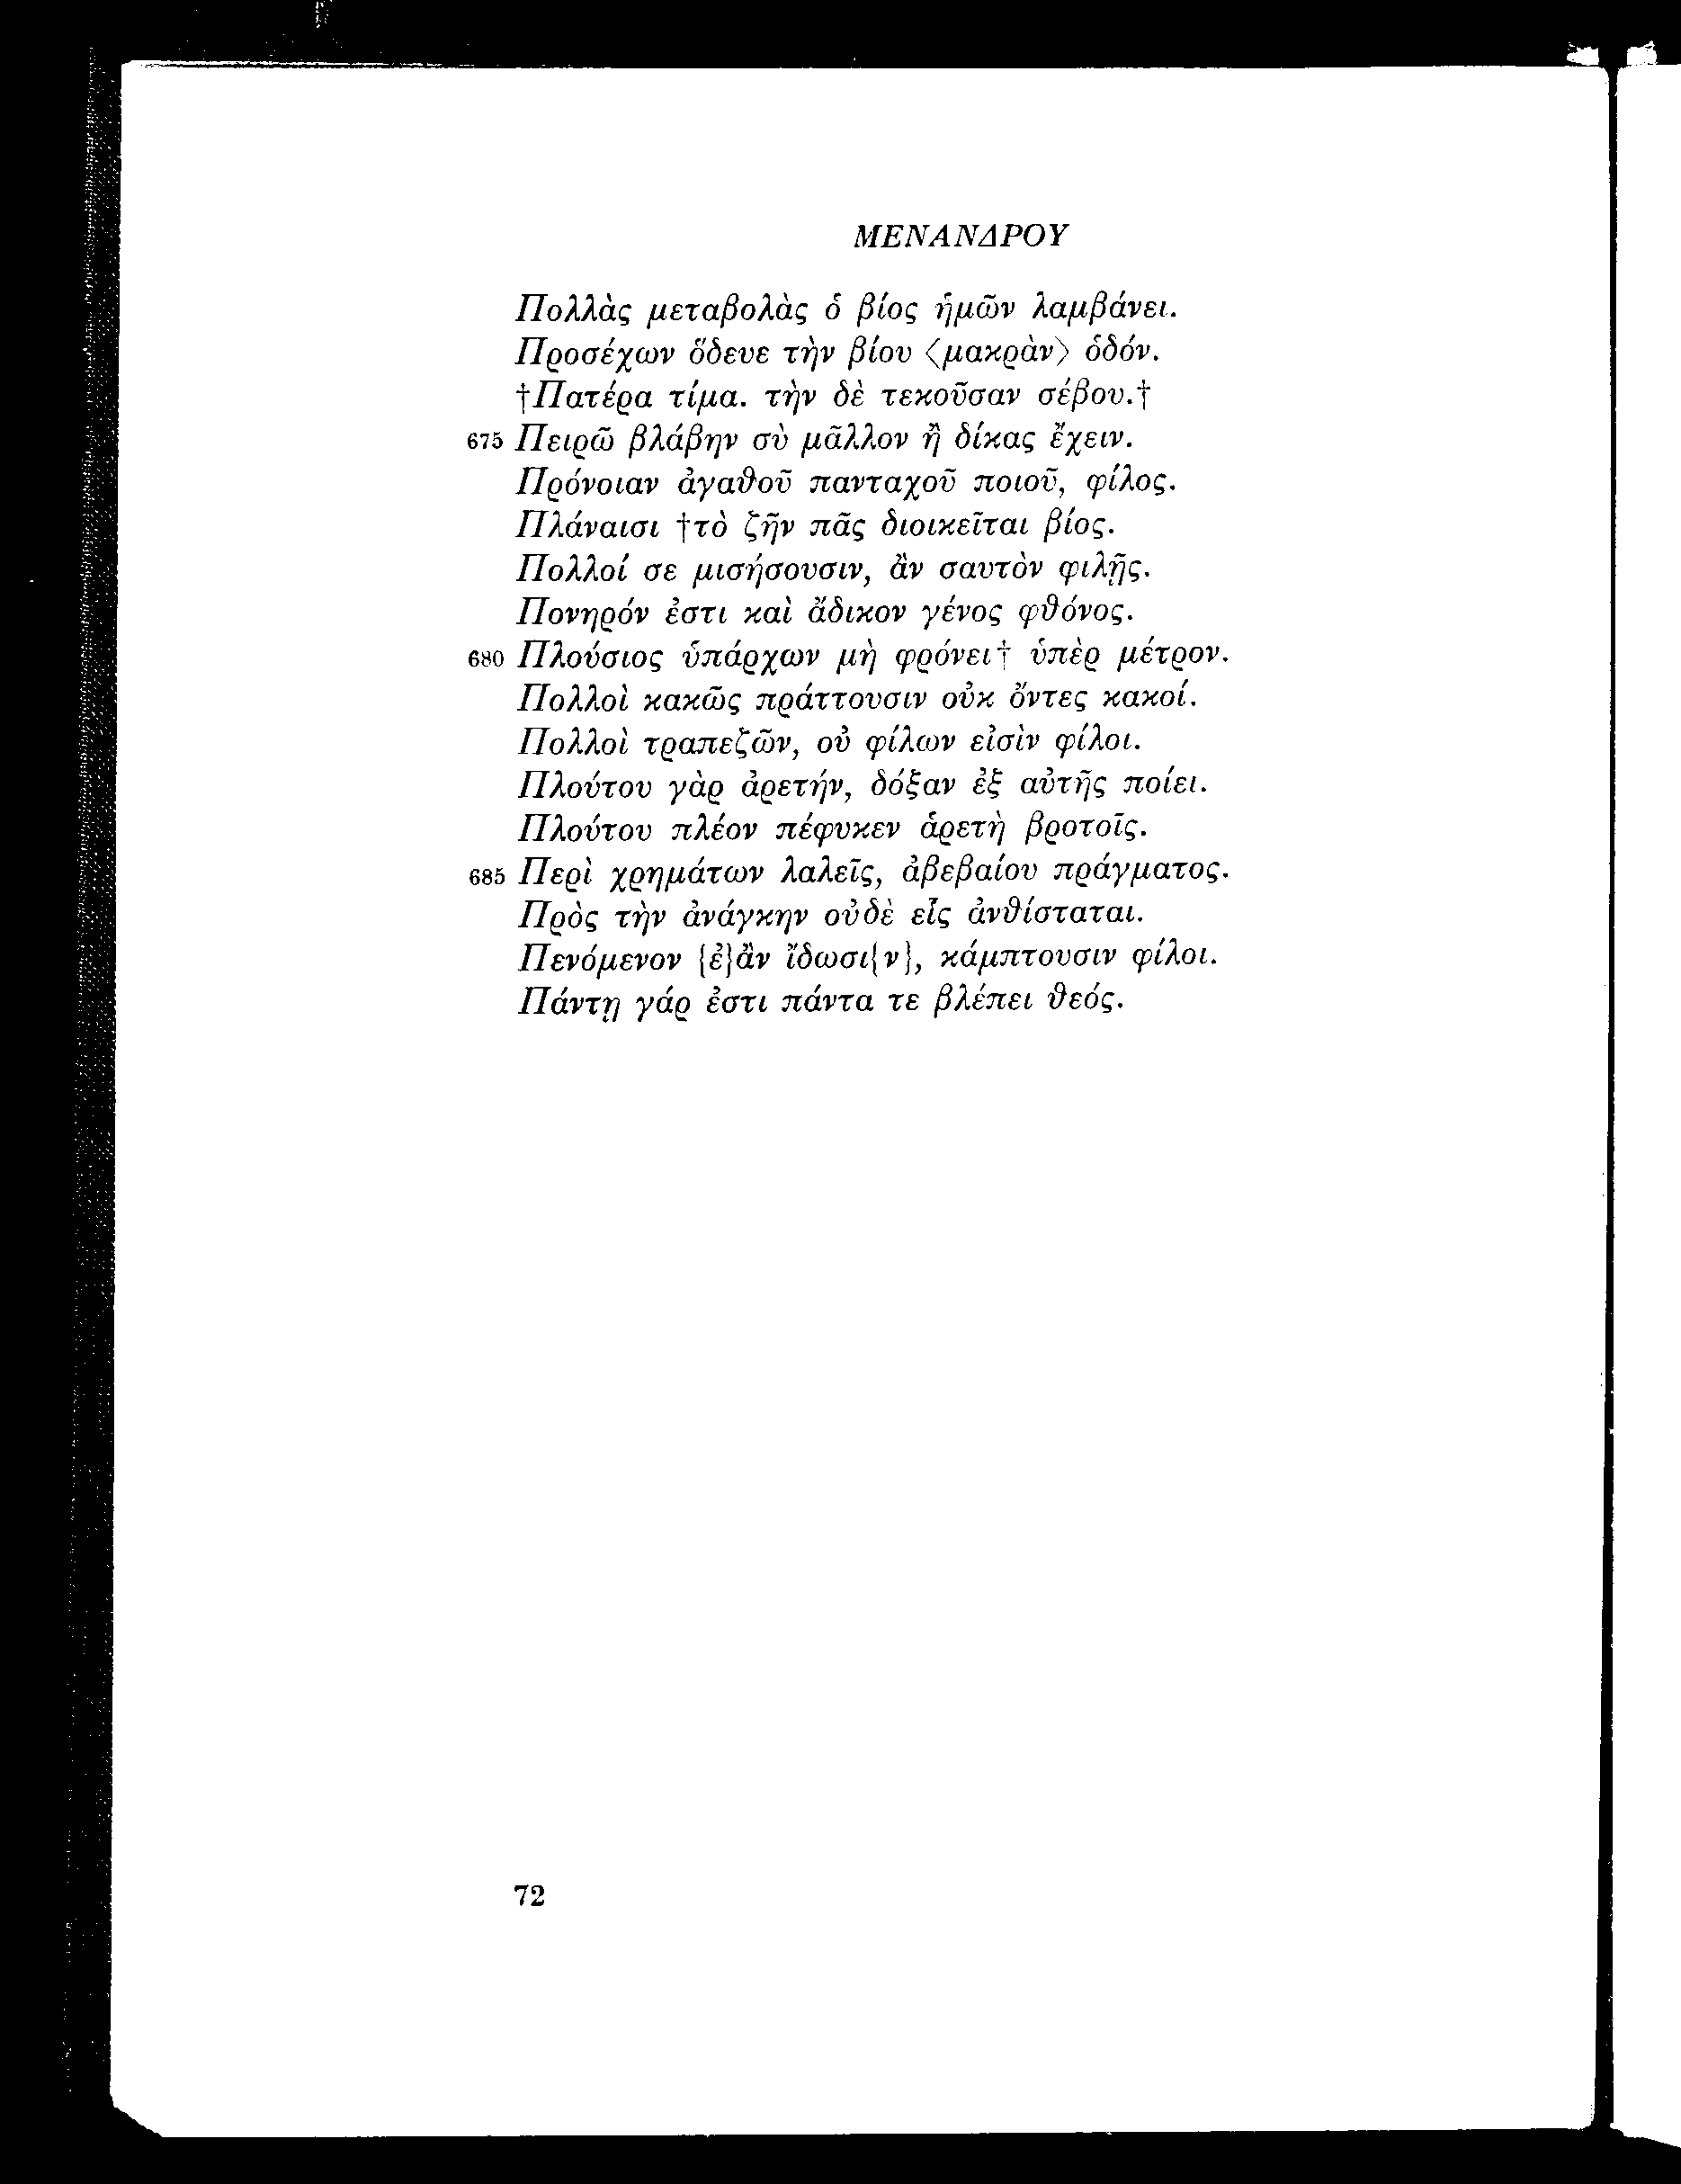 ΜΕΝΑΝΔΡΟΥ
Πολλὰς μεταβολὰς ὁ βίος ἡμῶν λαμβάνει.
Προσέχων ὅδευε τὴν βίου ⟨μακρὰν⟩ ὁδόν.
†Πατέρα τίμα. τὴν δὲ τεκοῦσαν σέβου.†
675 Πειρῶ βλάβην σὺ μᾶλλον ἢ δίκας ἔχειν.
Πρόνοιαν ἀγαθοῦ πανταχοῦ ποιοῦ, φίλος.
Πλάναισι †τὸ ζῆν πᾶς διοικεῖται βίος.
Πολλοί σε μισήσουσιν, ἂν σαυτὸν φιλῇς.
Πονηρόν ἐστι καὶ ἄδικον γένος φθόνος.
680 Πλούσιος ὑπάρχων μὴ φρόνει† ὑπὲρ μέτρον.
Πολλοὶ κακῶς πράττουσιν οὐκ ὄντες κακοί.
Πολλοὶ τραπεζῶν, οὐ φίλων εἰσὶν φίλοι.
Πλούτου γὰρ ἀρετήν, δόξαν ἐξ αὐτῆς ποίει.
Πλούτου πλέον πέφυκεν ἁρετὴ βροτοῖς.
685 Περὶ χρημάτων λαλεῖς, ἀβεβαίου πράγματος.
Πρὸς τὴν ἀνάγκην οὐδὲ εἷς ἀνθίσταται.
Πενόμενον {ἐ}ἂν ἴδωσι{ν}, κάμπτουσιν φίλοι.
Πάντῃ γάρ ἐστι πάντα τε βλέπει θεός.
72